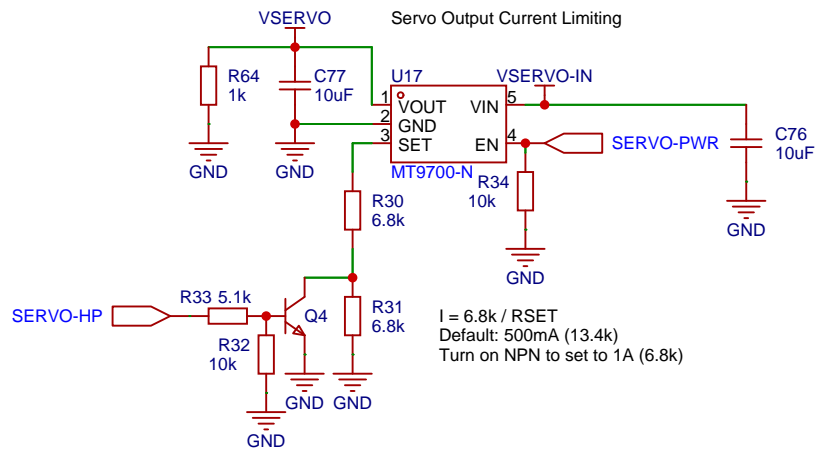 Servo Output Current Limiting
VSERVO
R64
1k
C77
10uF
GND
GND
U17
VSERVO-IN
1
VOUT
VIN
5
2
GND
3
SET
EN
4
MT9700-N
SERVO-PWR
C76
10uF
GND
R34
10k
GND
R30
6.8k
SERVO-HP
R33 5.1k
Q4
R31
6.8k
R32
10k
GND
GND
GND
I = 6.8k / RSET
Default: 500mA (13.4k)
Turn on NPN to set to 1A (6.8k)